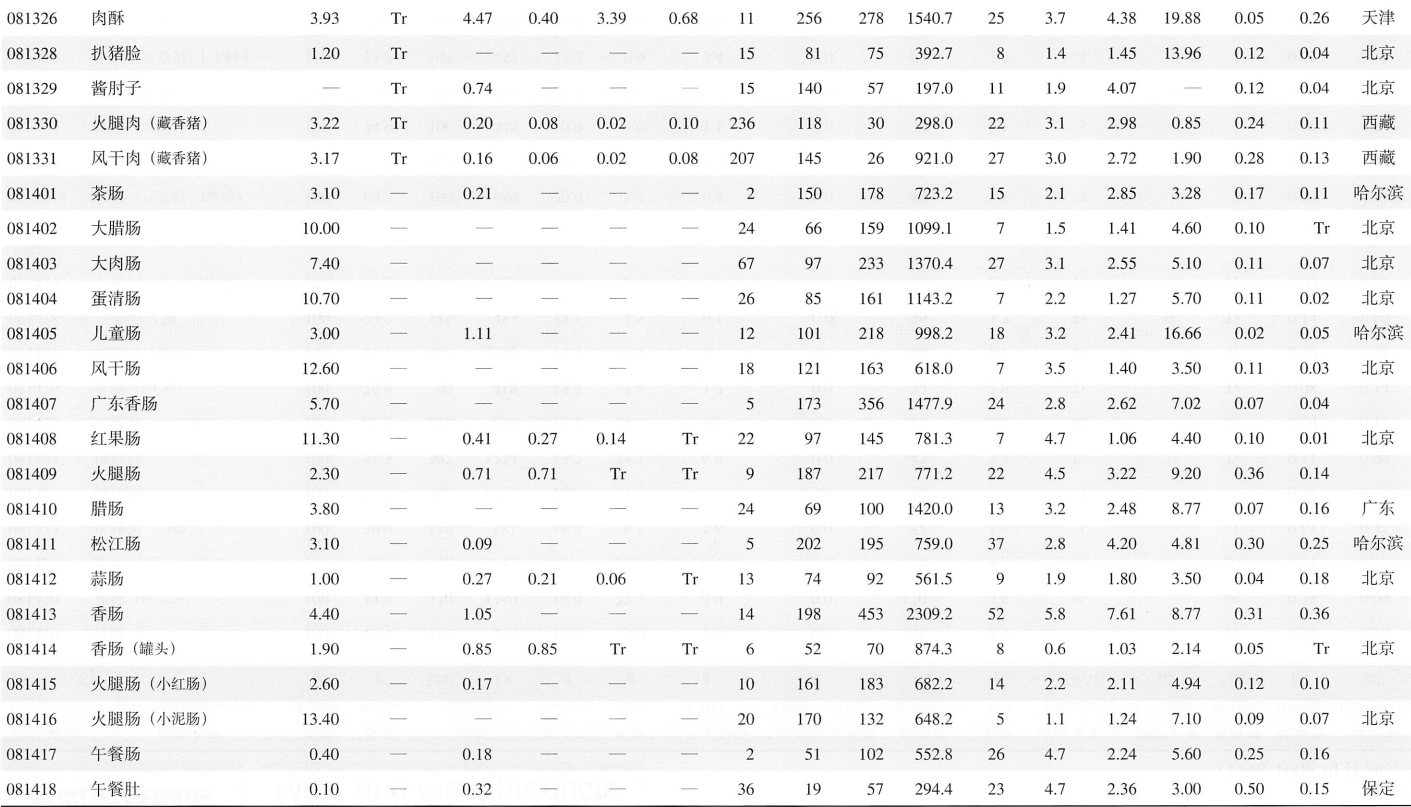 081326 肉酥 3.93 Tr 4.47 0.40 3.39 0.68 11 256 278 1540.7 25 3.7 4.38 19.88 0.05 0.26 天津
081328 扒猪脸 1.20 Tr — — — — 15 81 75 392.7 8 1.4 1.45 13.96 0.12 0.04 北京
081329 酱肘子 — Tr 0.74 — — — 15 140 57 197.0 11 1.9 4.07 — 0.12 0.04 北京
081330 火腿肉（藏香猪） 3.22 Tr 0.20 0.08 0.02 0.10 236 118 30 298.0 22 3.1 2.98 0.85 0.24 0.11 西藏
081331 风干肉（藏香猪） 3.17 Tr 0.16 0.06 0.02 0.08 207 145 26 921.0 27 3.0 2.72 1.90 0.28 0.13 西藏
081401 茶肠 3.10 — 0.21 — — — 2 150 178 723.2 15 2.1 2.85 3.28 0.17 0.11 哈尔滨
081402 大腊肠 10.00 — — — — — 24 66 159 1099.1 7 1.5 1.41 4.60 0.10 Tr 北京
081403 大肉肠 7.40 — — — — — 67 97 233 1370.4 27 3.1 2.55 5.10 0.11 0.07 北京
081404 蛋清肠 10.70 — — — — — 26 85 161 1143.2 7 2.2 1.27 5.70 0.11 0.02 北京
081405 儿童肠 3.00 — 1.11 — — — 12 101 218 998.2 18 3.2 2.41 16.66 0.02 0.05 哈尔滨
081406 风干肠 12.60 — — — — — 18 121 163 618.0 7 3.5 1.40 3.50 0.11 0.03 北京
081407 广东香肠 5.70 — — — — — 5 173 356 1477.9 24 2.8 2.62 7.02 0.07 0.04
081408 红果肠 11.30 — 0.41 0.27 0.14 Tr 22 97 145 781.3 7 4.7 1.06 4.40 0.10 0.01 北京
081409 火腿肠 2.30 — 0.71 0.71 Tr Tr 9 187 217 771.2 22 4.5 3.22 9.20 0.36 0.14
081410 腊肠 3.80 — — — — — 24 69 100 1420.0 13 3.2 2.48 8.77 0.07 0.16 广东
081411 松江肠 3.10 — 0.09 — — — 5 202 195 759.0 37 2.8 4.20 4.81 0.30 0.25 哈尔滨
081412 蒜肠 1.00 — 0.27 0.21 0.06 Tr 13 74 92 561.5 9 1.9 1.80 3.50 0.04 0.18 北京
081413 香肠 4.40 — 1.05 — — — 14 198 453 2309.2 52 5.8 7.61 8.77 0.31 0.36
081414 香肠（罐头） 1.90 — 0.85 0.85 Tr Tr 6 52 70 874.3 8 0.6 1.03 2.14 0.05 Tr 北京
081415 火腿肠（小红肠） 2.60 — 0.17 — — — 10 161 183 682.2 14 2.2 2.11 4.94 0.12 0.10
081416 火腿肠（小泥肠） 13.40 — — — — — 20 170 132 648.2 5 1.1 1.24 7.10 0.09 0.07 北京
081417 午餐肠 0.40 — 0.18 — — — 2 51 102 552.8 26 4.7 2.24 5.60 0.25 0.16
081418 午餐肚 0.10 — 0.32 — — — 36 19 57 294.4 23 4.7 2.36 3.00 0.50 0.15 保定